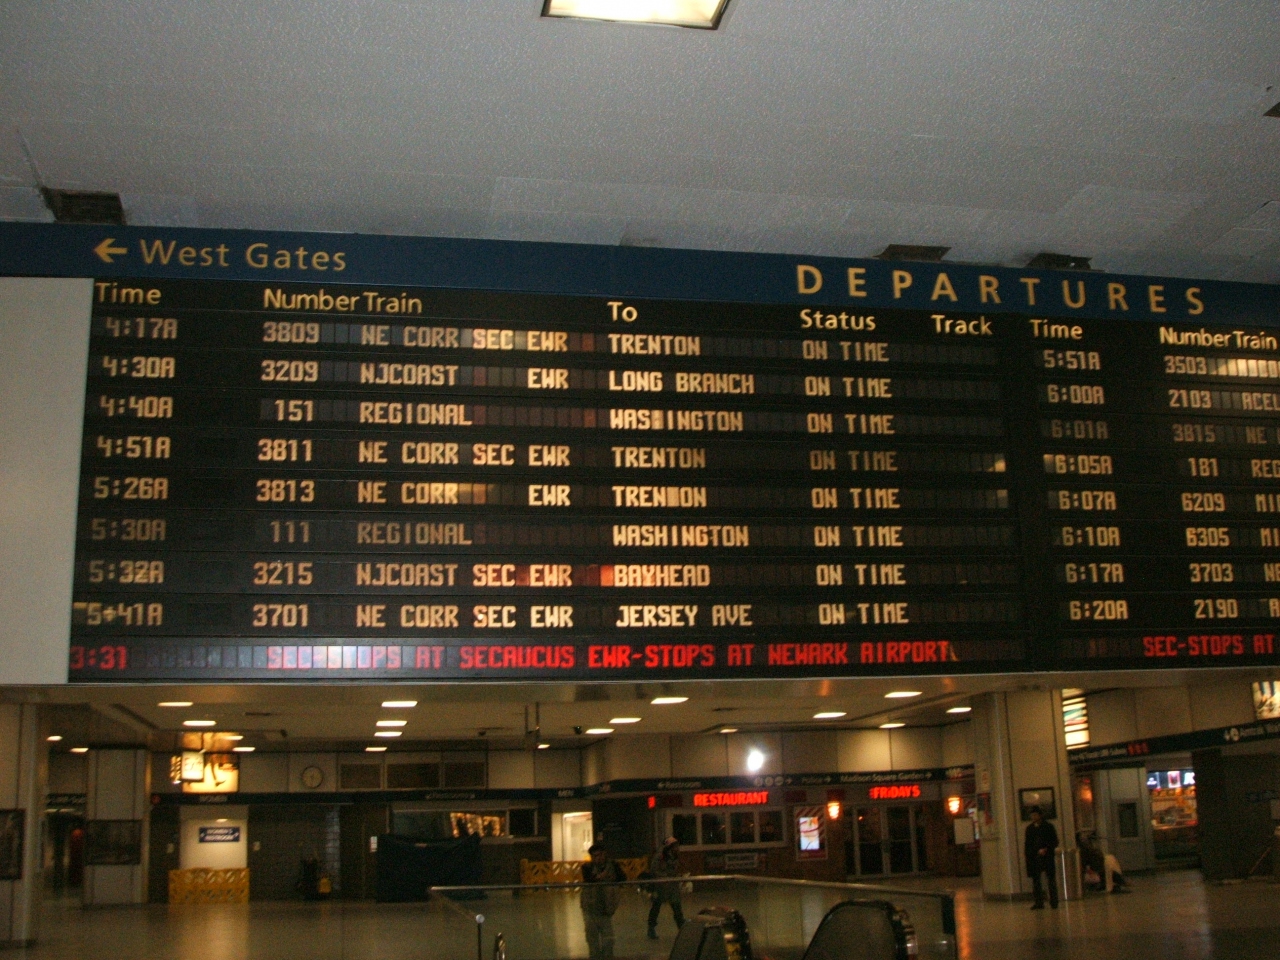 ← West Gates
DEPARTURES
Time Number Train To Status Track Time Number Train
4:17A 3809 NE CORR SEC EWR TRENTON ON TIME 5:51A 3503
4:30A 3209 NJCOAST EWR LONG BRANCH ON TIME 6:00A 2103 ACEL
4:40A 151 REGIONAL WASHINGTON ON TIME 6:01A 3815 NE
4:51A 3811 NE CORR SEC EWR TRENTON ON TIME 6:05A 181 REG
5:26A 3813 NE CORR EWR TRENTON ON TIME 6:07A 6209 MI
5:30A 111 REGIONAL WASHINGTON ON TIME 6:10A 6305 MI
5:32A 3215 NJCOAST SEC EWR BAYHEAD ON TIME 6:17A 3703 NE
5:41A 3701 NE CORR SEC EWR JERSEY AVE ON TIME 6:20A 2190 A
3:31 SEC-STOPS AT SECAUCUS EWR-STOPS AT NEWARK AIRPORT SEC-STOPS AT
Madison Square Garden →
RESTAURANT
FRIDAYS